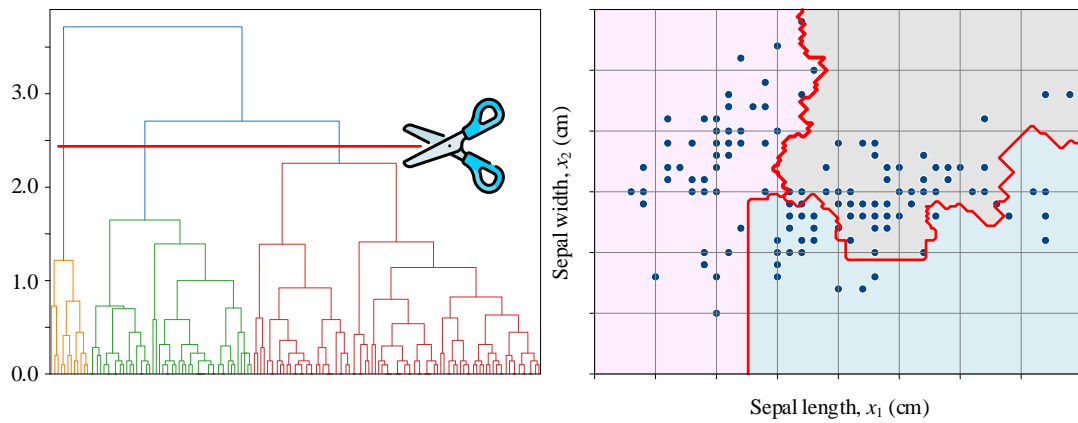 3.0
2.0
1.0
0.0
Sepal width, x₂ (cm)
Sepal length, x₁ (cm)